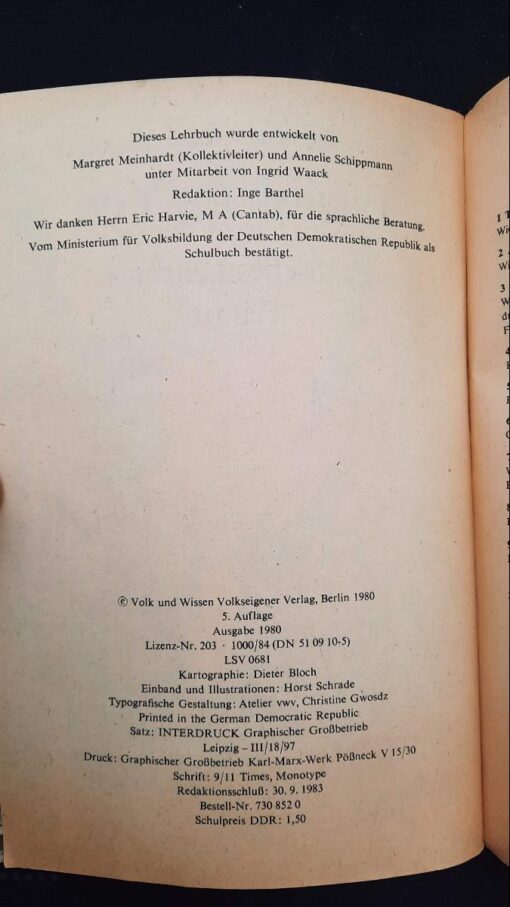 Dieses Lehrbuch wurde entwickelt von
Margret Meinhardt (Kollektivleiter) und Annelie Schippmann
unter Mitarbeit von Ingrid Waack
Redaktion: Inge Barthel
Wir danken Herrn Eric Harvie, M A (Cantab), für die sprachliche Beratung.
Vom Ministerium für Volksbildung der Deutschen Demokratischen Republik als
Schulbuch bestätigt.
© Volk und Wissen Volkseigener Verlag, Berlin 1980
5. Auflage
Ausgabe 1980
Lizenz-Nr. 203 · 1000/84 (DN 51 09 10-5)
LSV 0681
Kartographie: Dieter Bloch
Einband und Illustrationen: Horst Schrade
Typografische Gestaltung: Atelier vwv, Christine Gwosdz
Printed in the German Democratic Republic
Satz: INTERDRUCK Graphischer Großbetrieb
Leipzig – III/18/97
Druck: Graphischer Großbetrieb Karl-Marx-Werk Pößneck V 15/30
Schrift: 9/11 Times, Monotype
Redaktionsschluß: 30. 9. 1983
Bestell-Nr. 730 852 0
Schulpreis DDR: 1,50
1
2
3